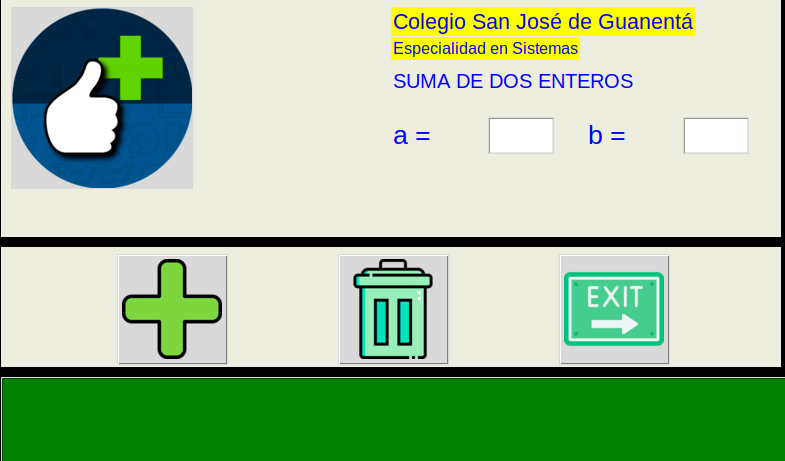 Colegio San José de Guanentá
Especialidad en Sistemas
SUMA DE DOS ENTEROS
a = b =
EXIT